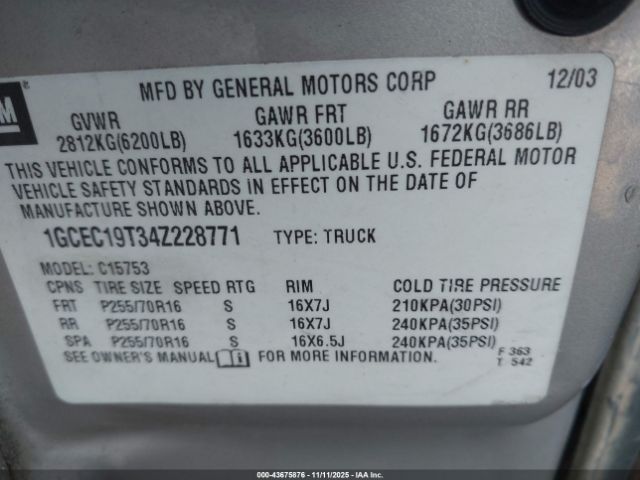 M ®
MFD BY GENERAL MOTORS CORP 12/03
GVWR GAWR FRT GAWR RR
2812KG(6200LB) 1633KG(3600LB) 1672KG(3686LB)
THIS VEHICLE CONFORMS TO ALL APPLICABLE U.S. FEDERAL MOTOR
VEHICLE SAFETY STANDARDS IN EFFECT ON THE DATE OF
MANUFACTURE SHOWN ABOVE.
1GCEC19T34Z228771 TYPE: TRUCK
MODEL: C15753
CPNS TIRE SIZE SPEED RTG RIM COLD TIRE PRESSURE
FRT P255/70R16 S 16X7J 210KPA(30PSI)
RR P255/70R16 S 16X7J 240KPA(35PSI)
SPA P255/70R16 S 16X6.5J 240KPA(35PSI)
SEE OWNER'S MANUAL FOR MORE INFORMATION.
F 363
T 542
000-43675876 - 11/11/2025 - IAA Inc.